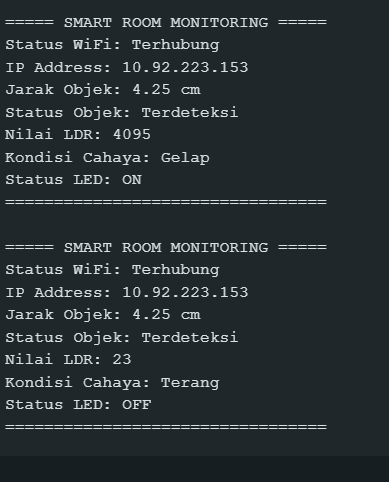 ===== SMART ROOM MONITORING =====
Status WiFi: Terhubung
IP Address: 10.92.223.153
Jarak Objek: 4.25 cm
Status Objek: Terdeteksi
Nilai LDR: 4095
Kondisi Cahaya: Gelap
Status LED: ON
=================================
===== SMART ROOM MONITORING =====
Status WiFi: Terhubung
IP Address: 10.92.223.153
Jarak Objek: 4.25 cm
Status Objek: Terdeteksi
Nilai LDR: 23
Kondisi Cahaya: Terang
Status LED: OFF
=================================